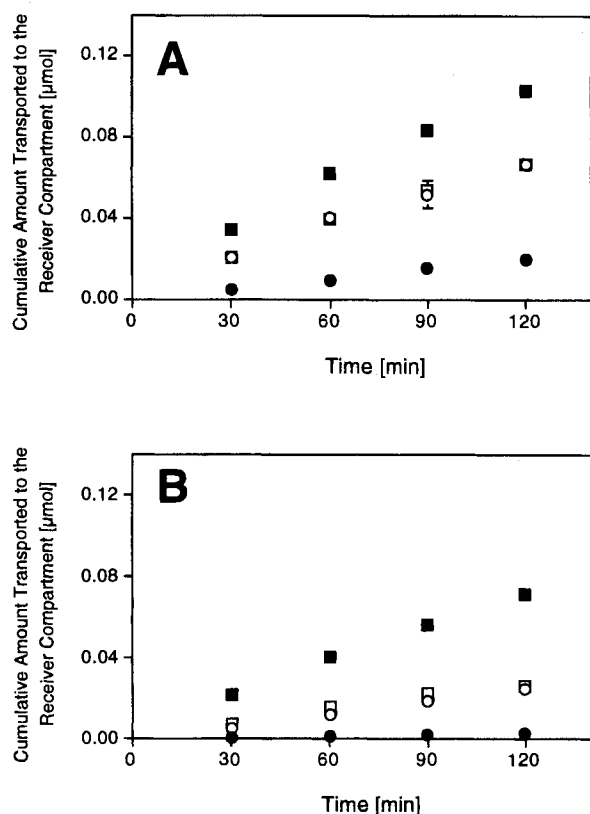 Cumulative Amount Transported to the
Receiver Compartment [µmol]
A
0.12
0.08
0.04
0.00
0
30
60
90
120
Time [min]
Cumulative Amount Transported to the
Receiver Compartment [µmol]
B
0.12
0.08
0.04
0.00
0
30
60
90
120
Time [min]